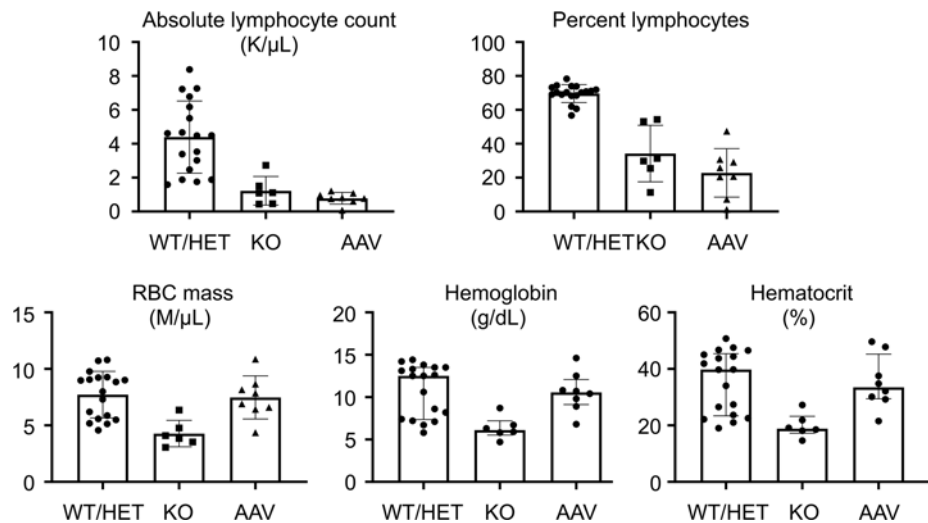 Absolute lymphocyte count
(K/µL)
10
8
6
4
2
0
WT/HET KO AAV
Percent lymphocytes
100
80
60
40
20
0
WT/HETKO AAV
RBC mass
(M/µL)
15
10
5
0
WT/HET KO AAV
Hemoglobin
(g/dL)
20
15
10
5
0
WT/HET KO AAV
Hematocrit
(%)
60
40
20
0
WT/HET KO AAV